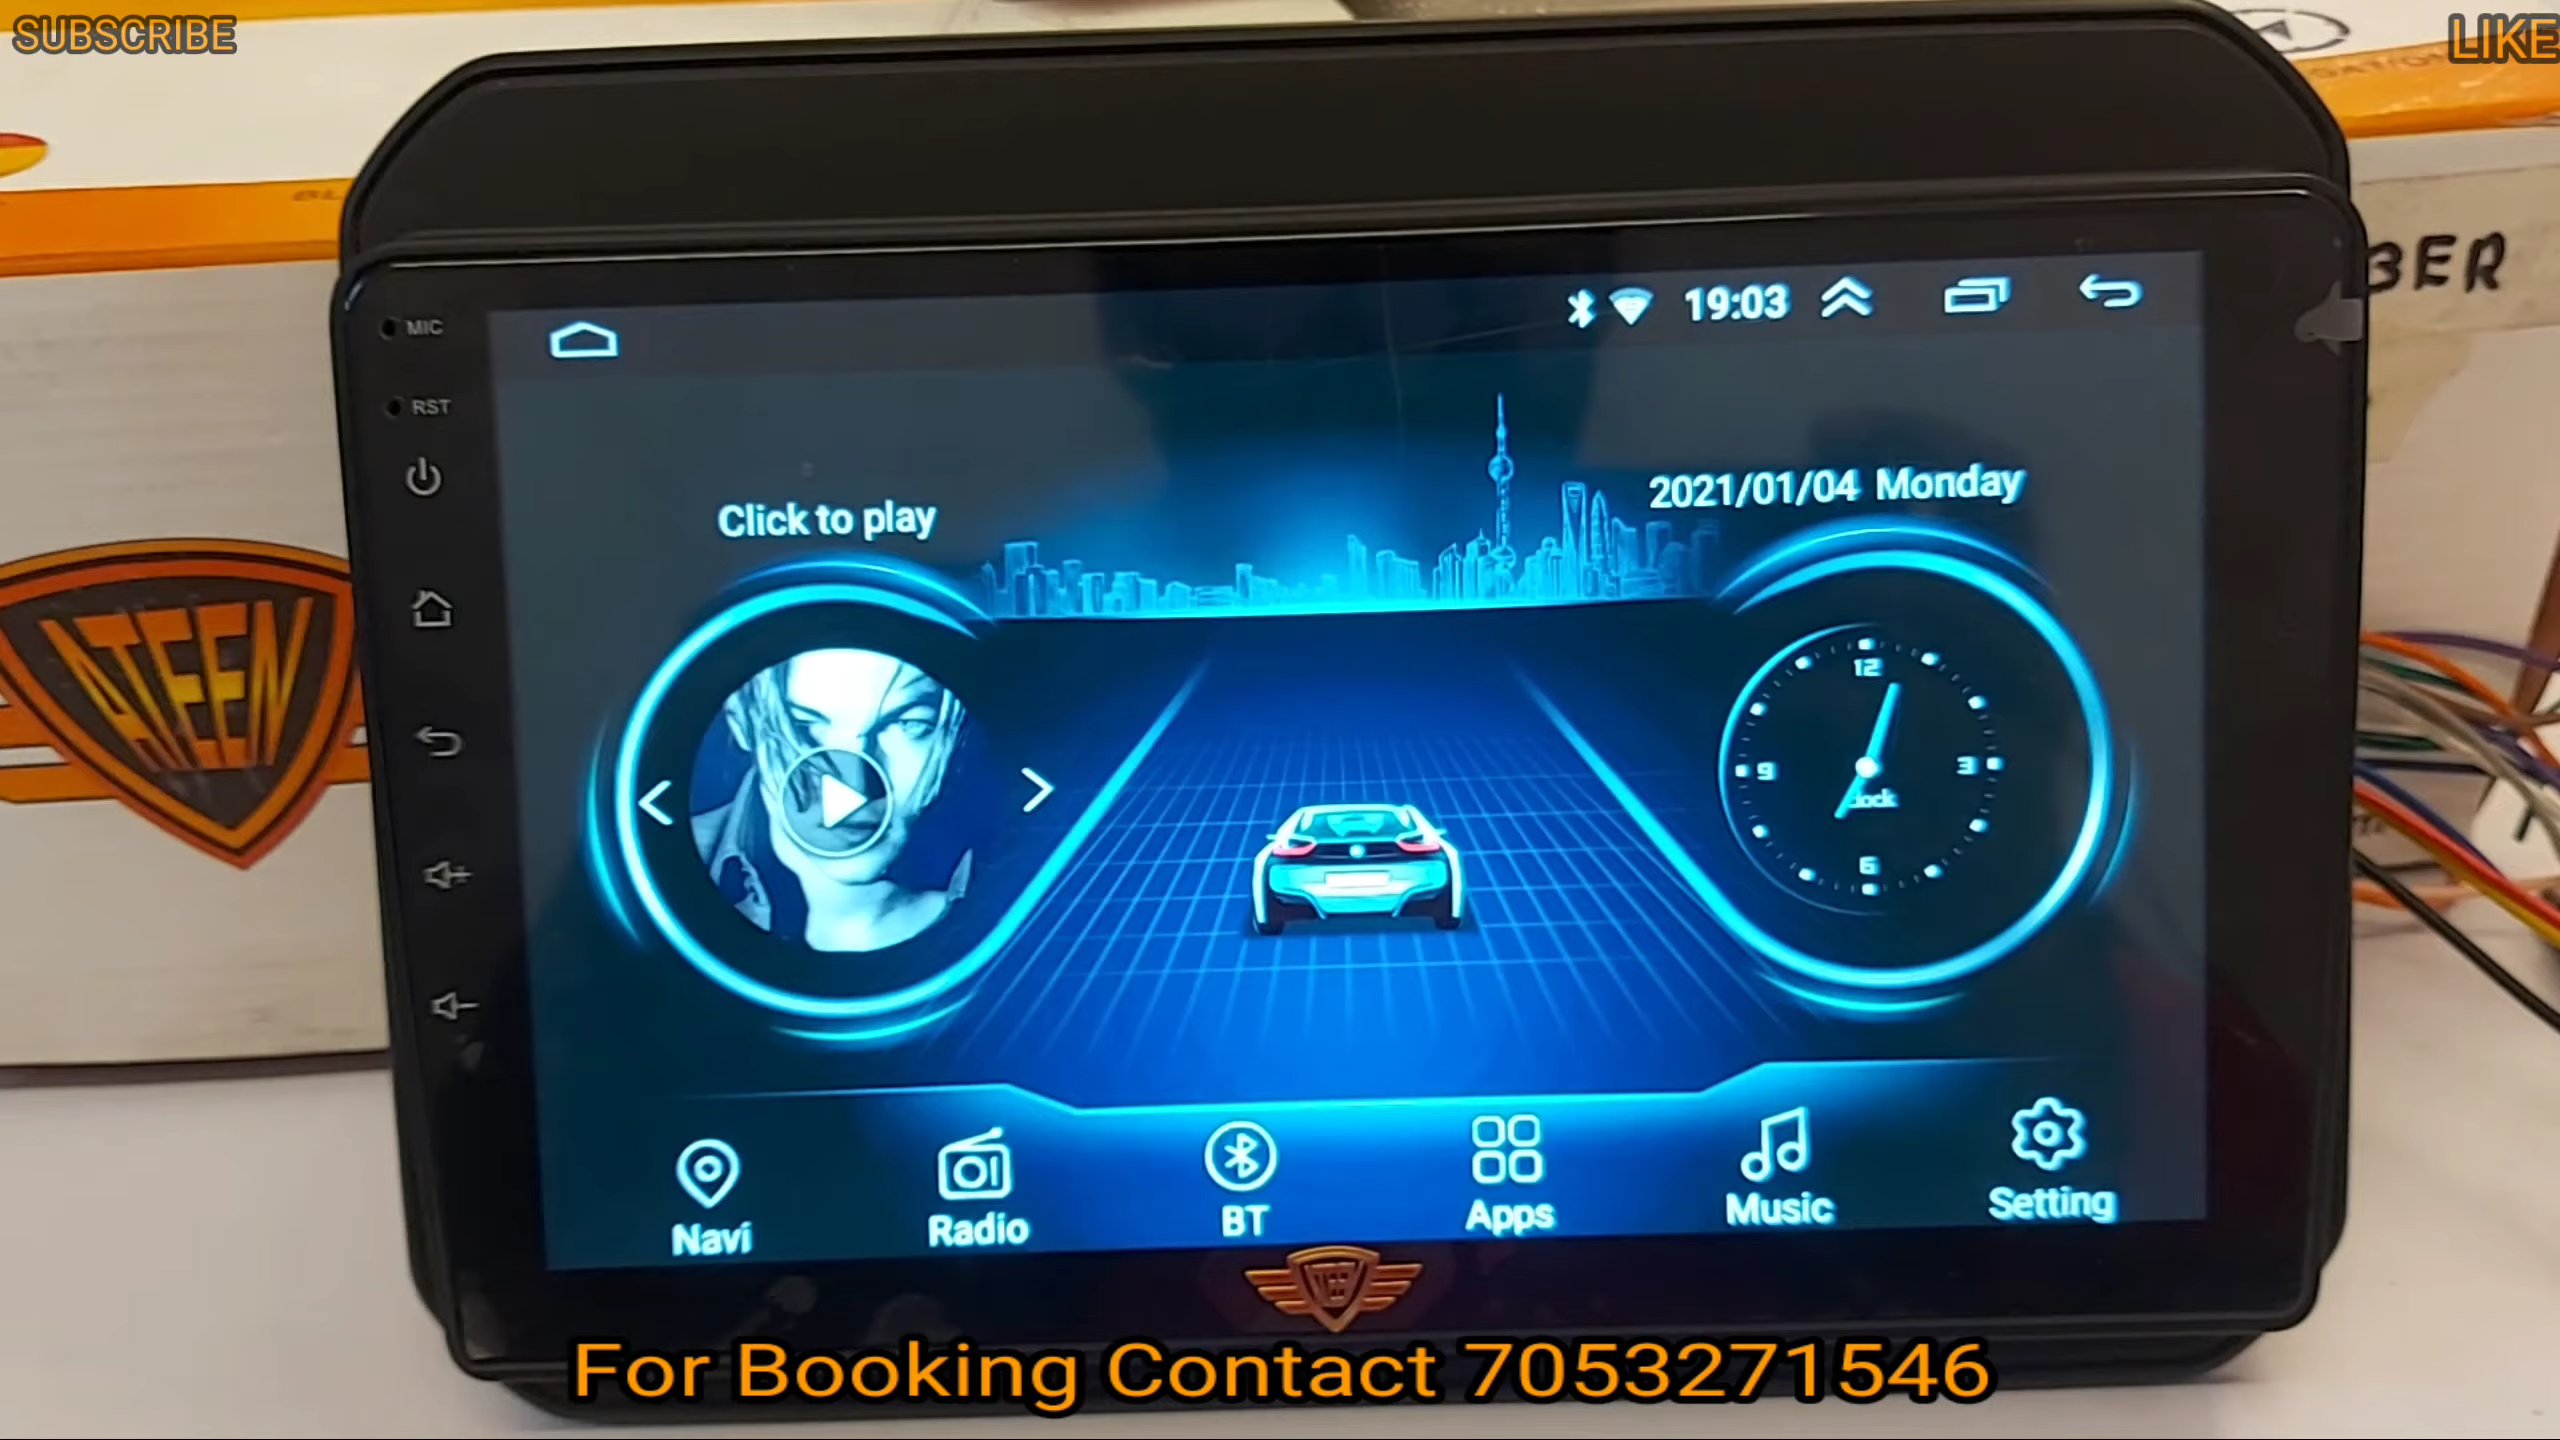 SUBSCRIBE
LIKE
BER
MIC
19:03
RST
Click to play
2021/01/04 Monday
ATEEN
12
9
3
6
Navi
Radio
BT
Apps
Music
Setting
For Booking Contact 7053271546